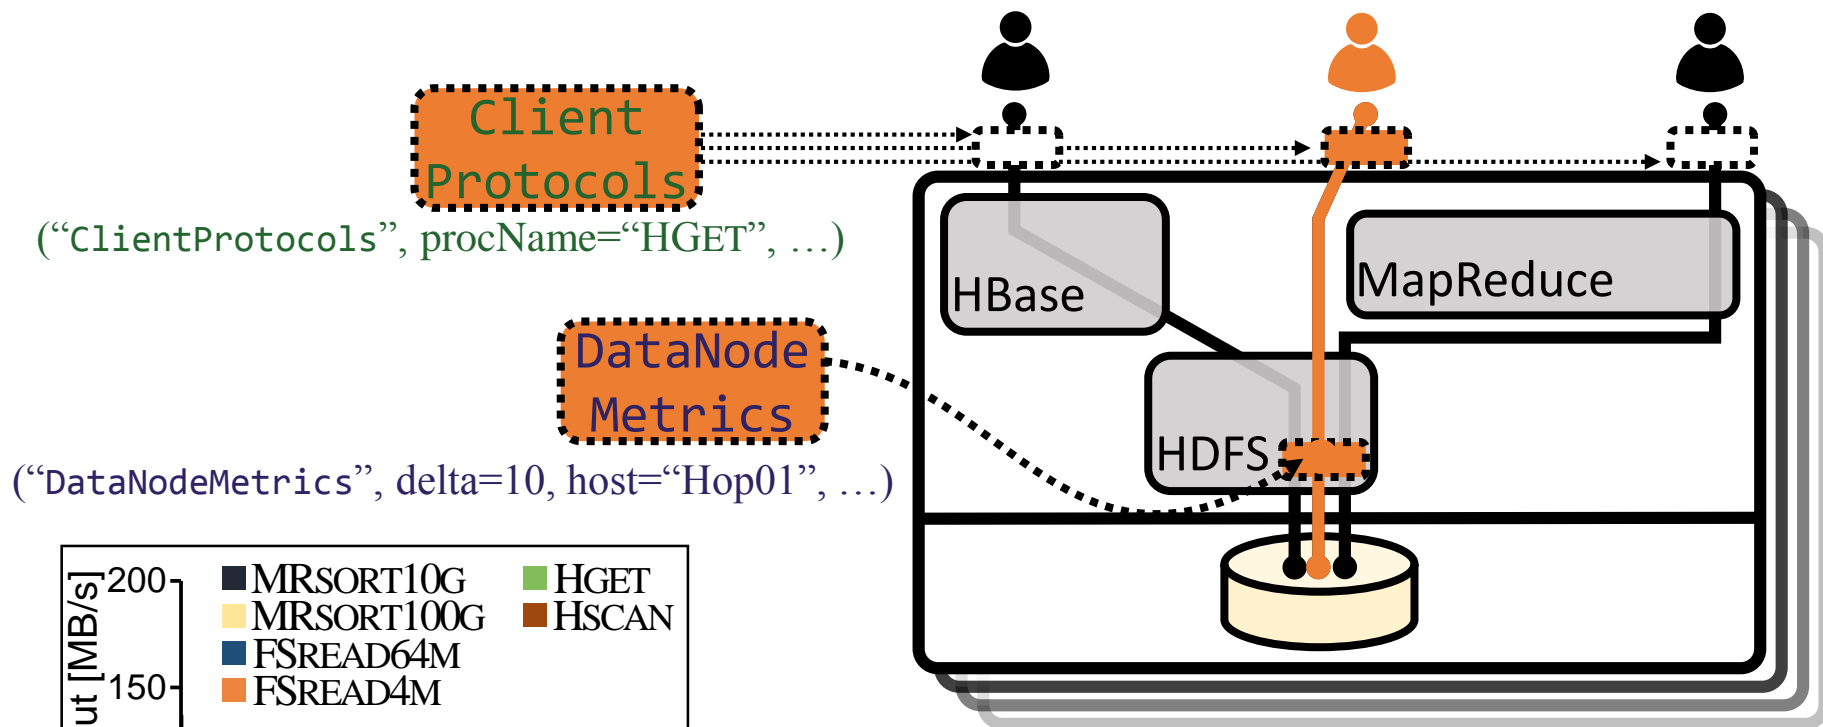 Client
Protocols
(“ClientProtocols”, procName=“HGET”, …)
HBase
MapReduce
DataNode
Metrics
HDFS
(“DataNodeMetrics”, delta=10, host=“Hop01”, …)
200
MRSORT10G
HGET
MRSORT100G
HSCAN
FSREAD64M
150
FSREAD4M
[MB/s]